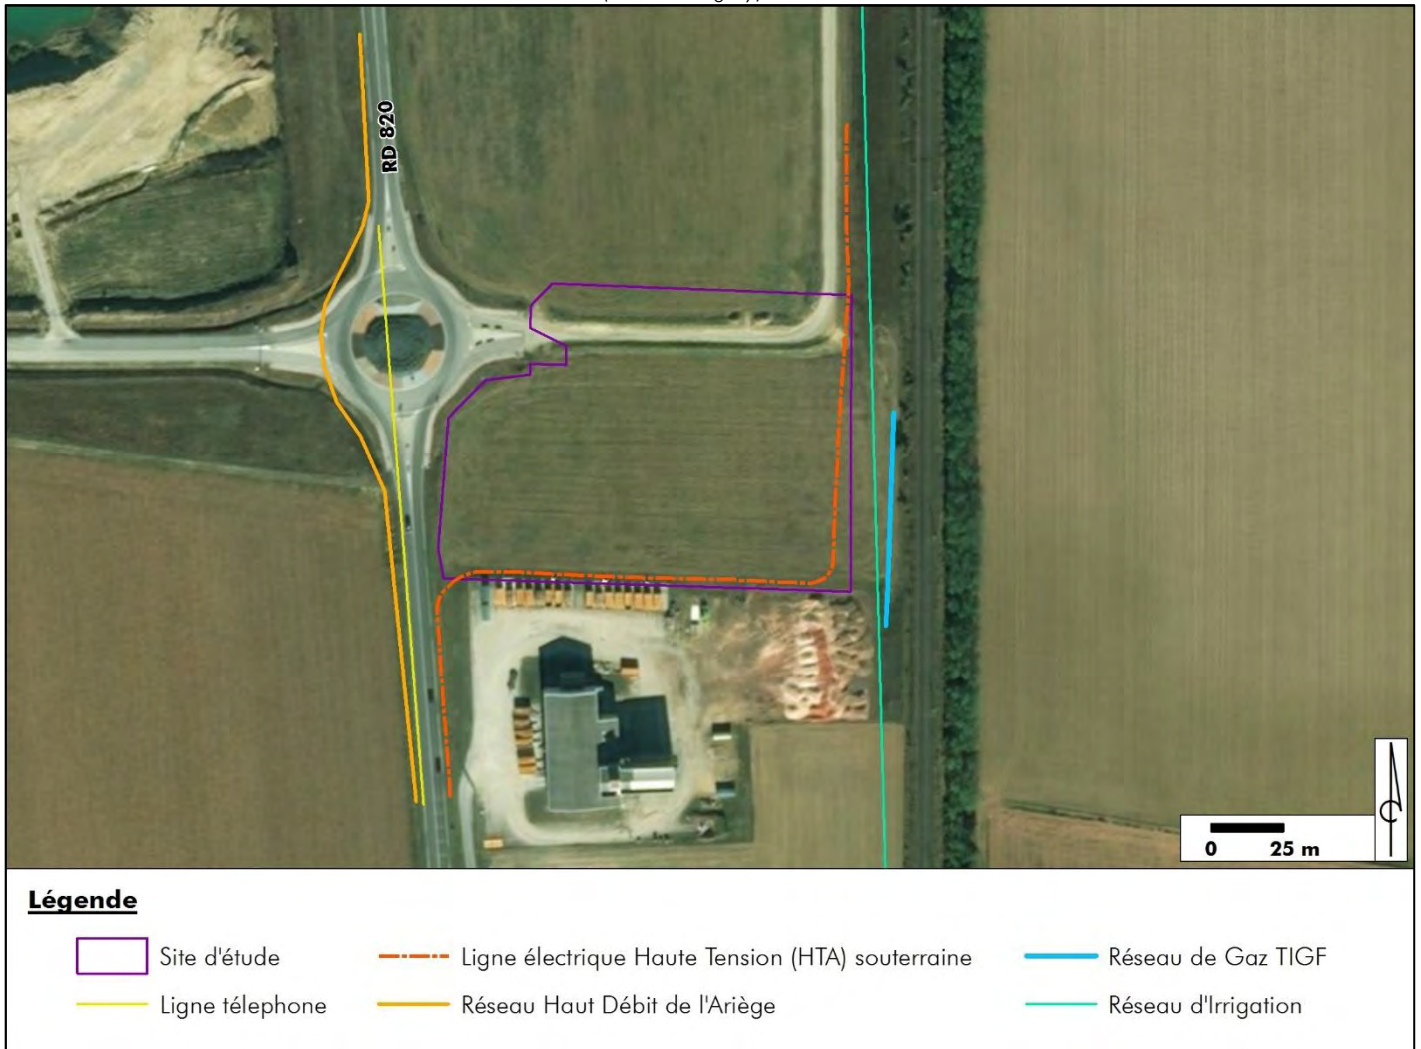 RD 820
0 25 m
Légende
Site d'étude
Ligne électrique Haute Tension (HTA) souterraine
Réseau de Gaz TIGF
Ligne télephone
Réseau Haut Débit de l'Ariège
Réseau d'Irrigation